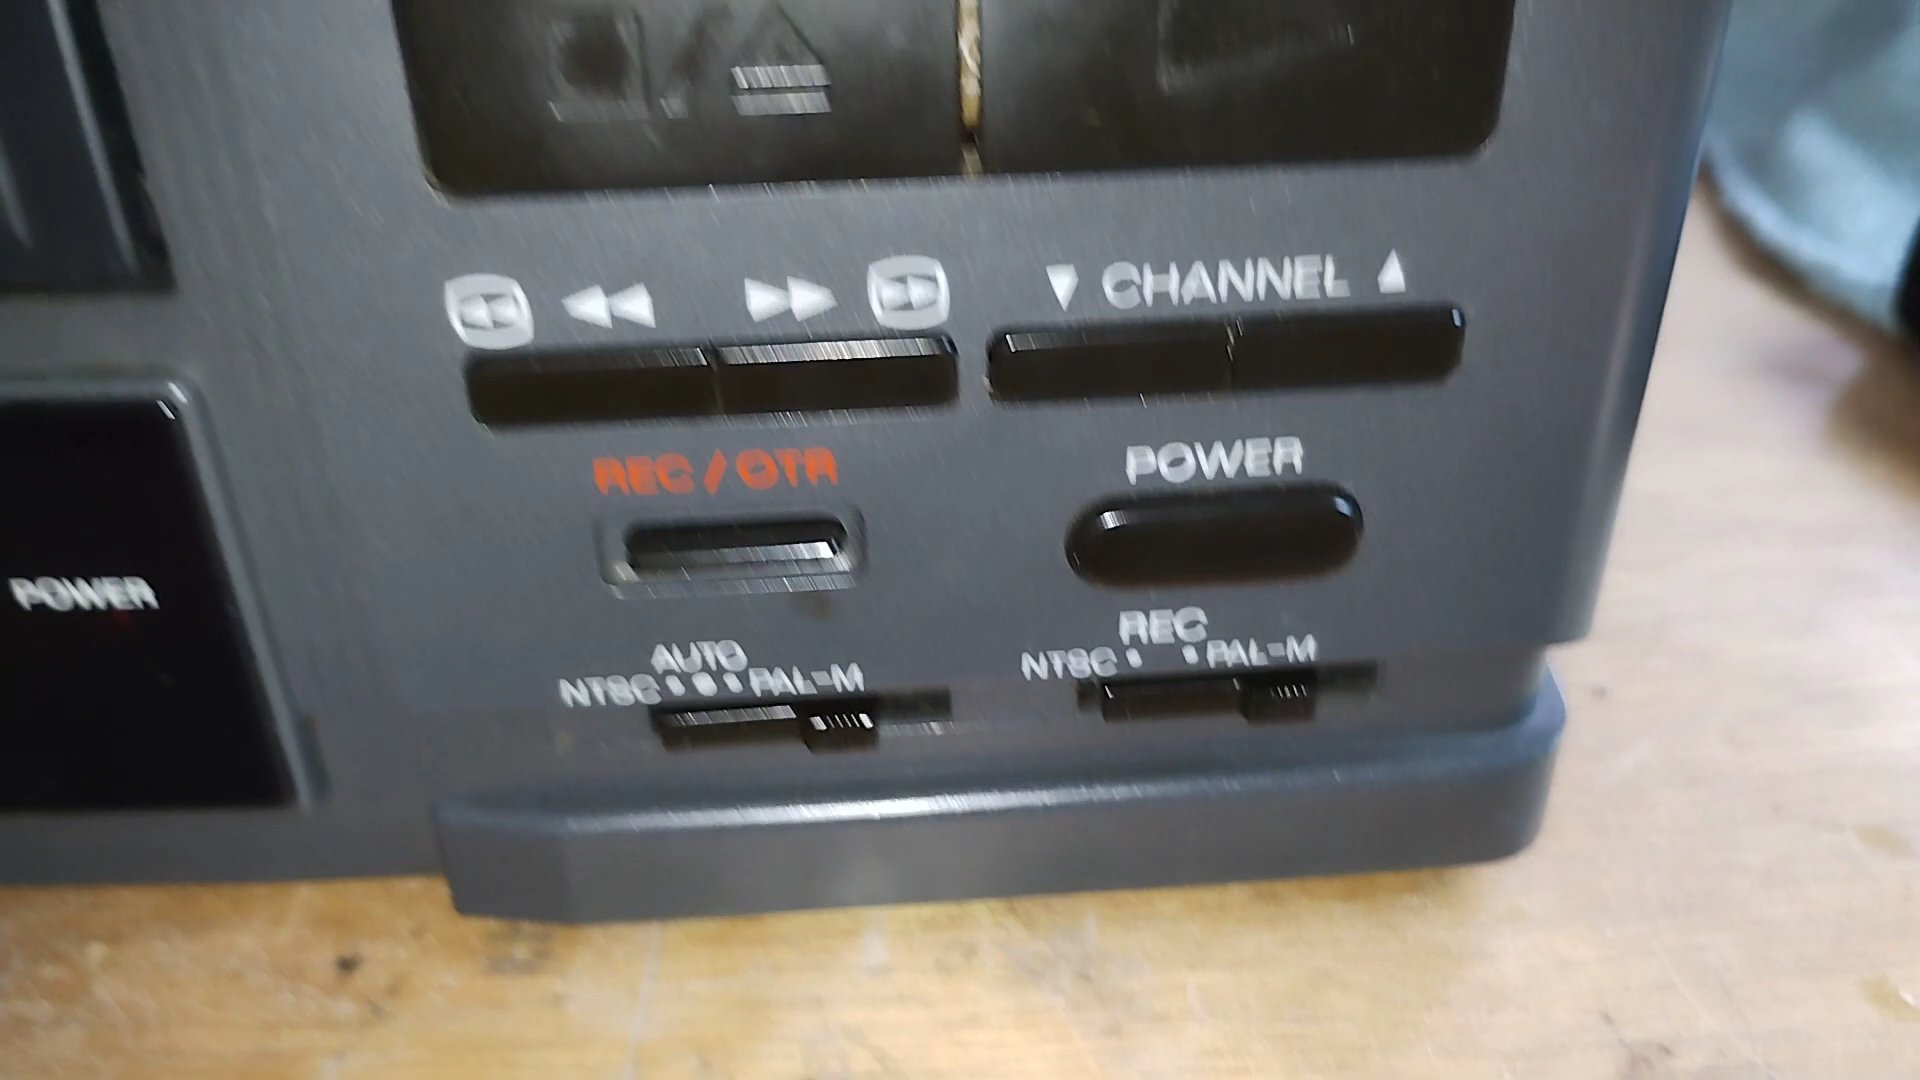 CHANNEL
REC/OTR
POWER
POWER
AUTO
NTSC PAL-M
REC
NTSC PAL-M